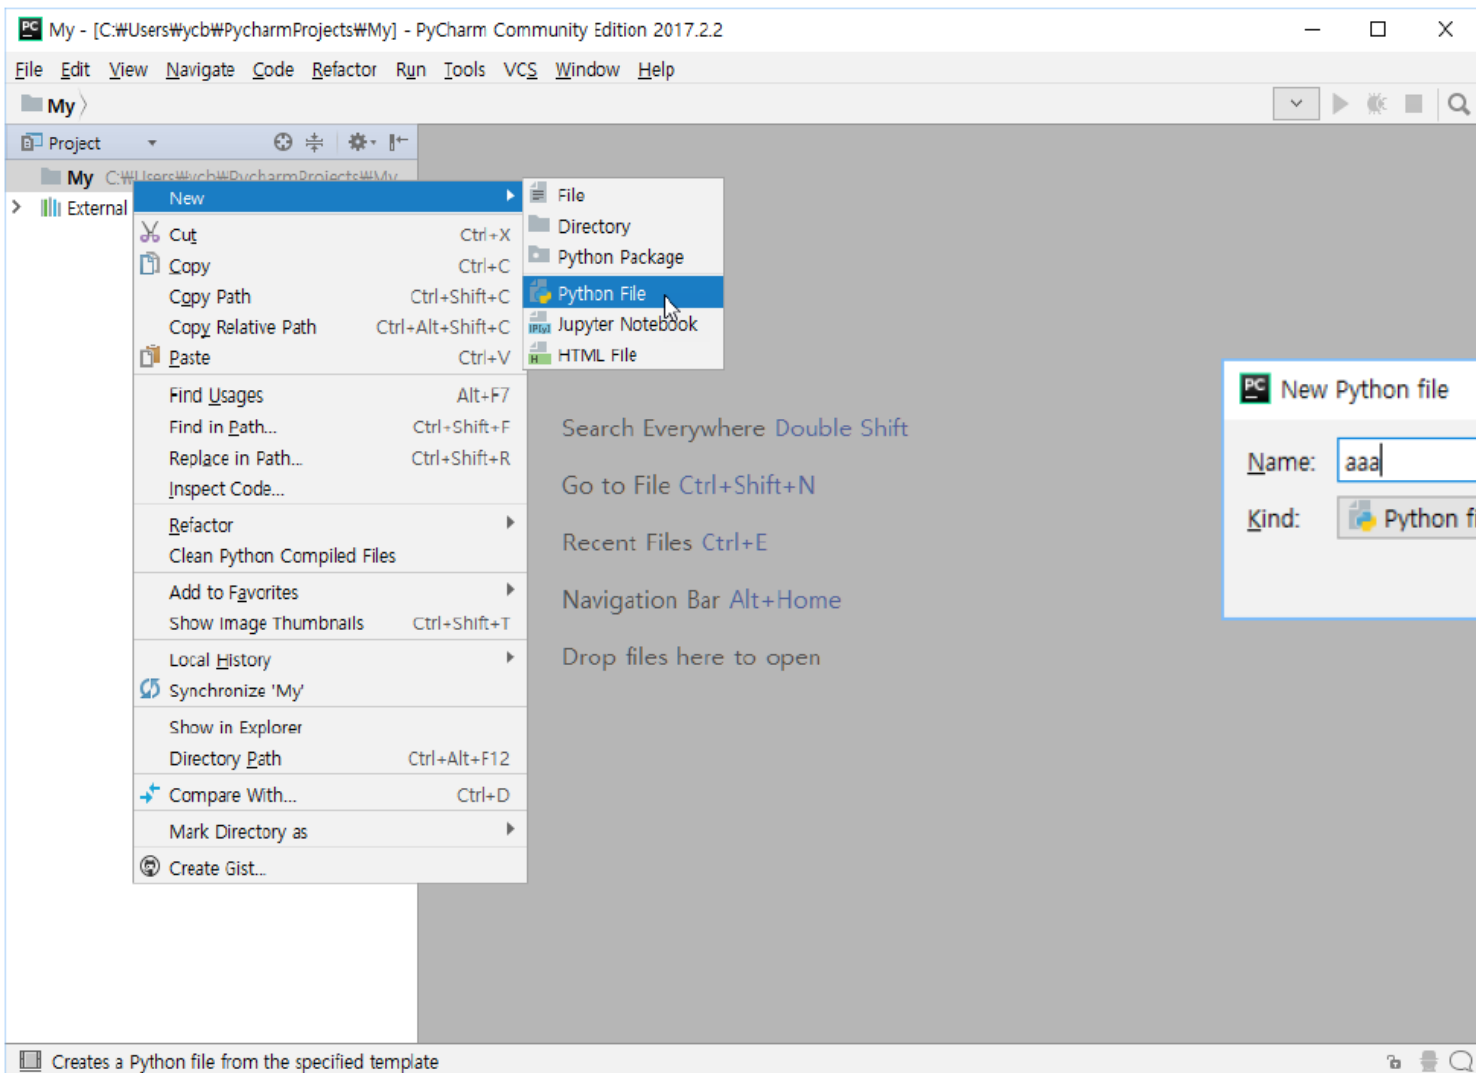 My - [C:₩Users₩ycb₩PycharmProjects₩My] - PyCharm Community Edition 2017.2.2
File Edit View Navigate Code Refactor Run Tools VCS Window Help
My
Project
My C:₩Users₩ycb₩PycharmProjects₩My
External
New
Cut Ctrl+X
Copy Ctrl+C
Copy Path Ctrl+Shift+C
Copy Relative Path Ctrl+Alt+Shift+C
Paste Ctrl+V
Find Usages Alt+F7
Find in Path... Ctrl+Shift+F
Replace in Path... Ctrl+Shift+R
Inspect Code...
Refactor
Clean Python Compiled Files
Add to Favorites
Show Image Thumbnails Ctrl+Shift+T
Local History
Synchronize 'My'
Show in Explorer
Directory Path Ctrl+Alt+F12
Compare With... Ctrl+D
Mark Directory as
Create Gist...
File
Directory
Python Package
Python File
Jupyter Notebook
HTML File
Search Everywhere Double Shift
Go to File Ctrl+Shift+N
Recent Files Ctrl+E
Navigation Bar Alt+Home
Drop files here to open
PC New Python file
Name: aaa
Kind: Python fi
Creates a Python file from the specified template